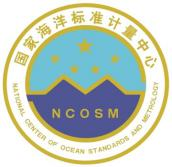 国家海洋标准计量中心
NCOSM
NATIONAL CENTER OF OCEAN STANDARDS AND METROLOGY